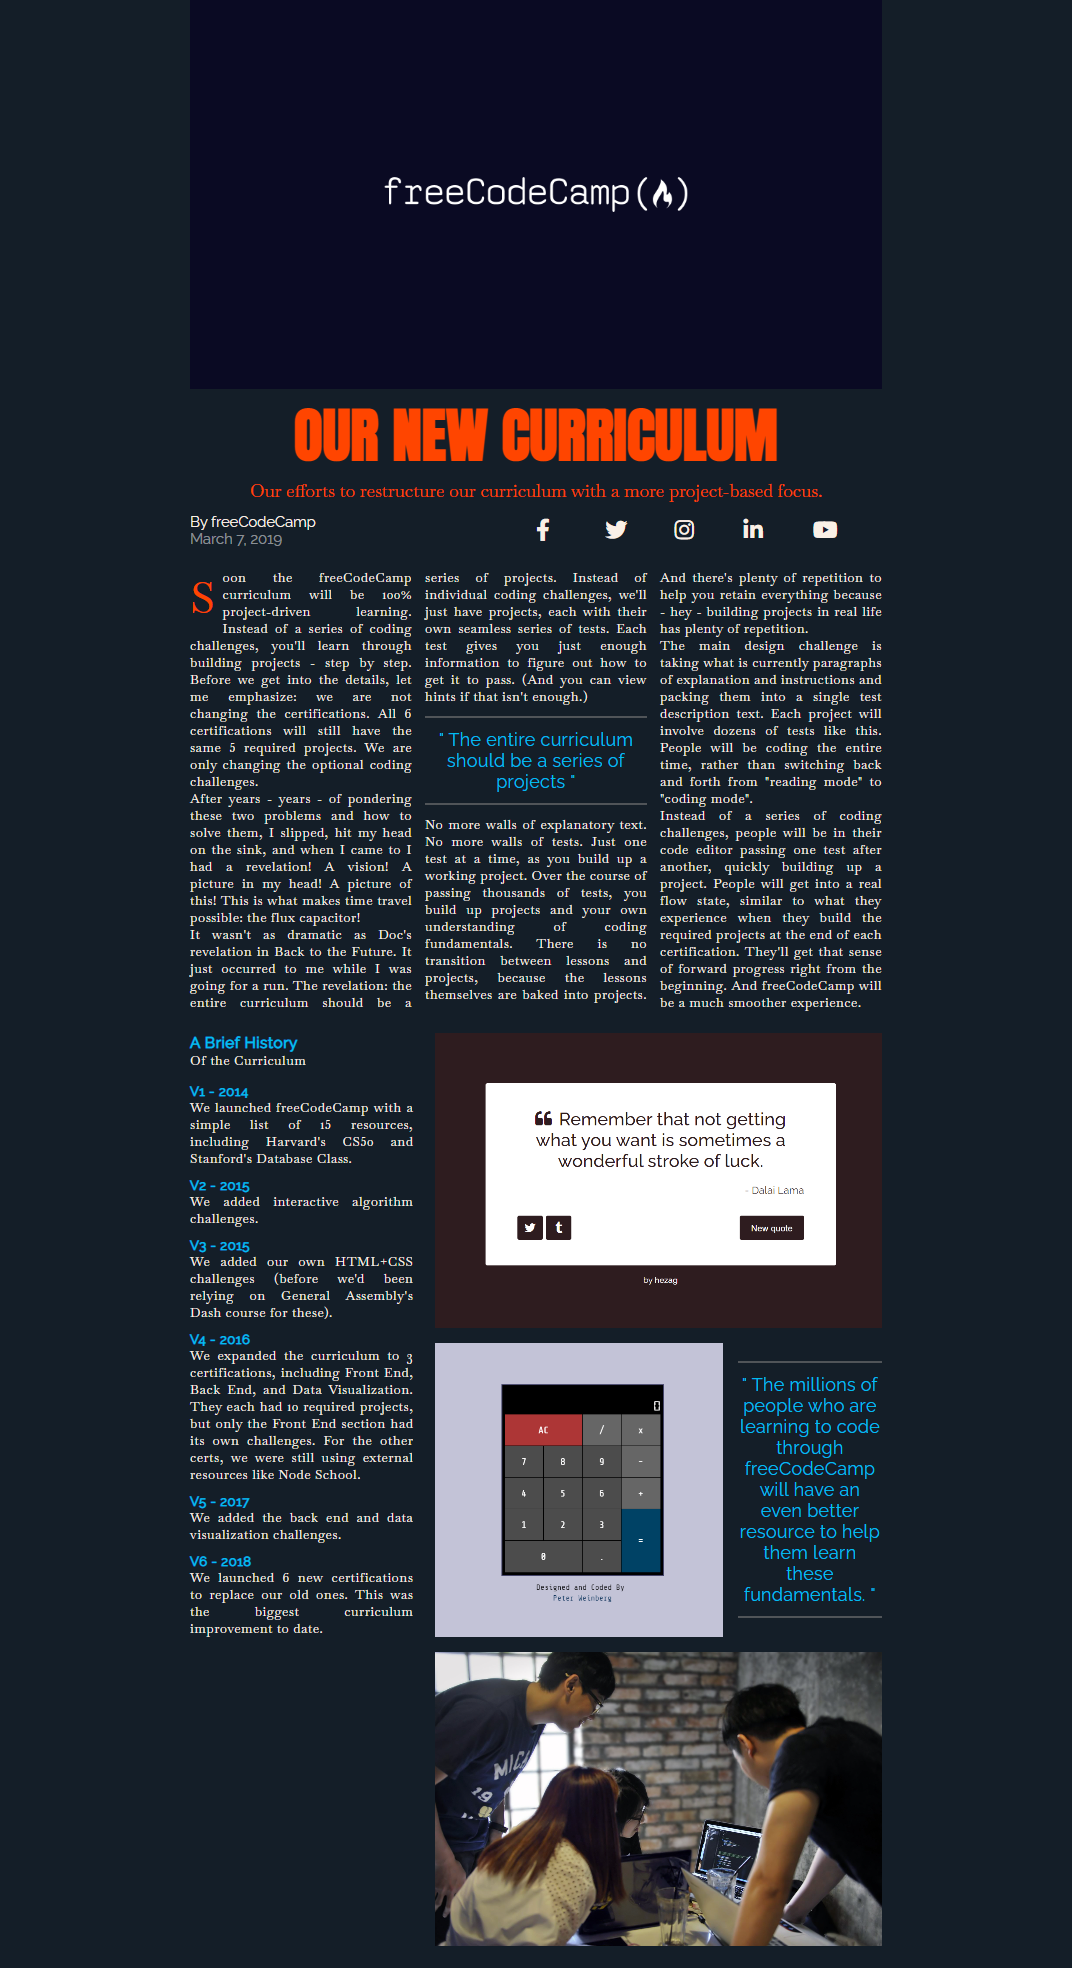 freeCodeCamp(🔥)
OUR NEW CURRICULUM
Our efforts to restructure our curriculum with a more project-based focus.
By freeCodeCamp
March 7, 2019
Soon the freeCodeCamp
curriculum will be 100%
project-driven learning.
Instead of a series of coding
challenges, you'll learn through
building projects - step by step.
Before we get into the details, let
me emphasize: we are not
changing the certifications. All 6
certifications will still have the
same 5 required projects. We are
only changing the optional coding
challenges.
After years - years - of pondering
these two problems and how to
solve them, I slipped, hit my head
on the sink, and when I came to I
had a revelation! A vision! A
picture in my head! A picture of
this! This is what makes time travel
possible: the flux capacitor!
It wasn't as dramatic as Doc's
revelation in Back to the Future. It
just occurred to me while I was
going for a run. The revelation: the
entire curriculum should be a
series of projects. Instead of
individual coding challenges, we'll
just have projects, each with their
own seamless series of tests. Each
test gives you just enough
information to figure out how to
get it to pass. (And you can view
hints if that isn't enough.)
" The entire curriculum
should be a series of
projects "
No more walls of explanatory text.
No more walls of tests. Just one
test at a time, as you build up a
working project. Over the course of
passing thousands of tests, you
build up projects and your own
understanding of coding
fundamentals. There is no
transition between lessons and
projects, because the lessons
themselves are baked into projects.
And there's plenty of repetition to
help you retain everything because
- hey - building projects in real life
has plenty of repetition.
The main design challenge is
taking what is currently paragraphs
of explanation and instructions and
packing them into a single test
description text. Each project will
involve dozens of tests like this.
People will be coding the entire
time, rather than switching back
and forth from "reading mode" to
"coding mode".
Instead of a series of coding
challenges, people will be in their
code editor passing one test after
another, quickly building up a
project. People will get into a real
flow state, similar to what they
experience when they build the
required projects at the end of each
certification. They'll get that sense
of forward progress right from the
beginning. And freeCodeCamp will
be a much smoother experience.
A Brief History
Of the Curriculum
V1 - 2014
We launched freeCodeCamp with a
simple list of 15 resources,
including Harvard's CS50 and
Stanford's Database Class.
V2 - 2015
We added interactive algorithm
challenges.
V3 - 2015
We added our own HTML+CSS
challenges (before we'd been
relying on General Assembly's
Dash course for these).
V4 - 2016
We expanded the curriculum to 3
certifications, including Front End,
Back End, and Data Visualization.
They each had 10 required projects,
but only the Front End section had
its own challenges. For the other
certs, we were still using external
resources like Node School.
V5 - 2017
We added the back end and data
visualization challenges.
V6 - 2018
We launched 6 new certifications
to replace our old ones. This was
the biggest curriculum
improvement to date.
“ Remember that not getting
what you want is sometimes a
wonderful stroke of luck.
- Dalai Lama
New quote
by hezag
0
AC / x
7 8 9 -
4 5 6 +
1 2 3 =
0 .
Designed and Coded By
Peter Weinberg
" The millions of
people who are
learning to code
through
freeCodeCamp
will have an
even better
resource to help
them learn
these
fundamentals. "
19